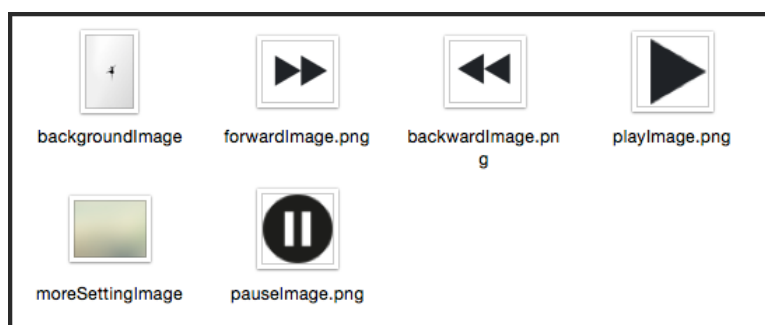 backgroundImage
forwardImage.png
backwardImage.pn
g
playImage.png
moreSettingImage
pauseImage.png